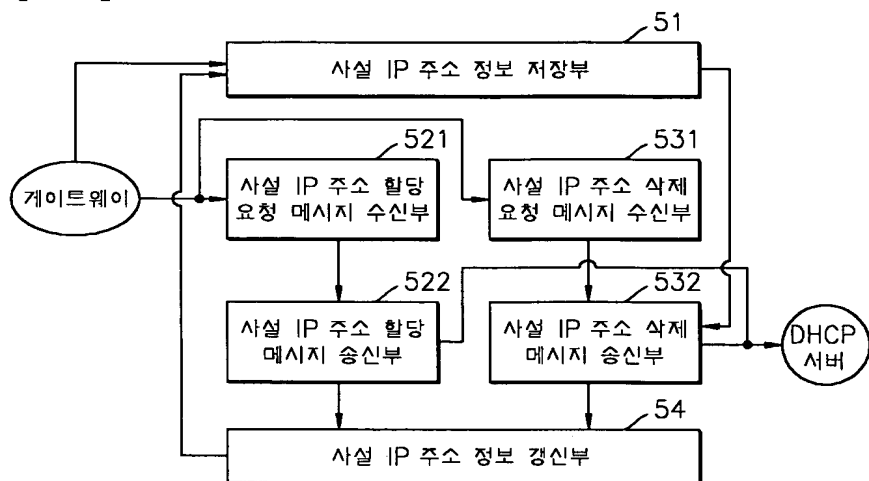 51
사설 IP 주소 정보 저장부
521
531
게이트웨이
사설 IP 주소 할당
요청 메시지 수신부
사설 IP 주소 삭제
요청 메시지 수신부
522
532
사설 IP 주소 할당
메시지 송신부
사설 IP 주소 삭제
메시지 송신부
DHCP
서버
54
사설 IP 주소 정보 갱신부